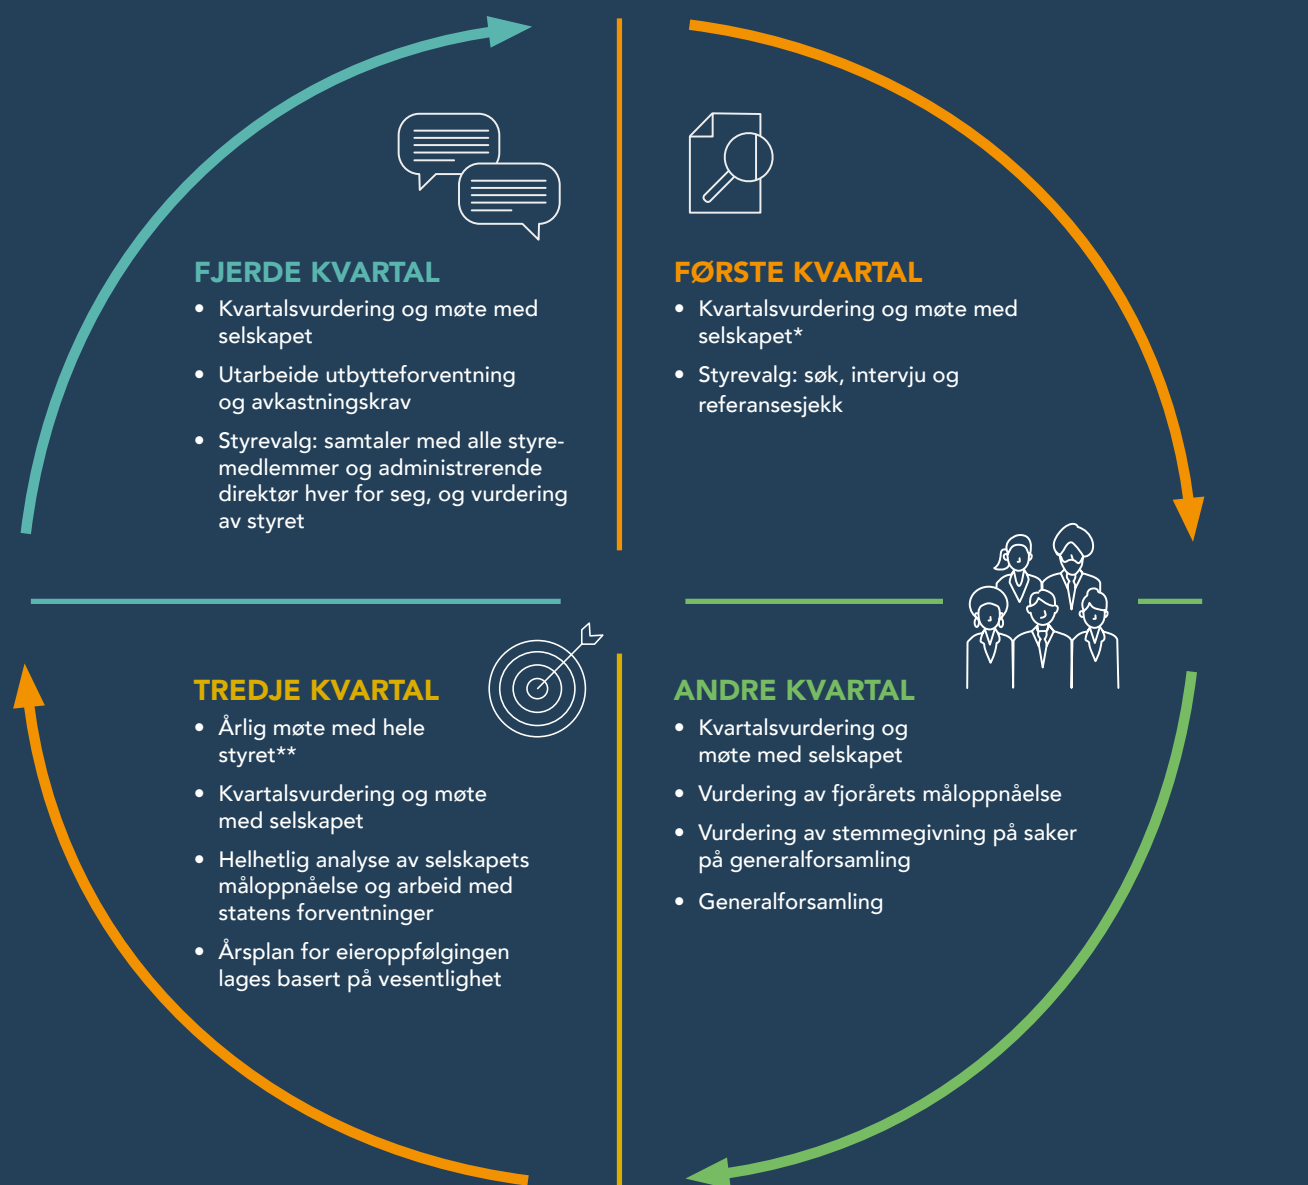 FJERDE KVARTAL
• Kvartalsvurdering og møte med
selskapet
• Utarbeide utbytteforventning
og avkastningskrav
• Styrevalg: samtaler med alle styre-
medlemmer og administrerende
direktør hver for seg, og vurdering
av styret
FØRSTE KVARTAL
• Kvartalsvurdering og møte med
selskapet*
• Styrevalg: søk, intervju og
referansesjekk
TREDJE KVARTAL
• Årlig møte med hele
styret**
• Kvartalsvurdering og møte
med selskapet
• Helhetlig analyse av selskapets
måloppnåelse og arbeid med
statens forventninger
• Årsplan for eieroppfølgingen
lages basert på vesentlighet
ANDRE KVARTAL
• Kvartalsvurdering og
møte med selskapet
• Vurdering av fjorårets måloppnåelse
• Vurdering av stemmegivning på saker
på generalforsamling
• Generalforsamling